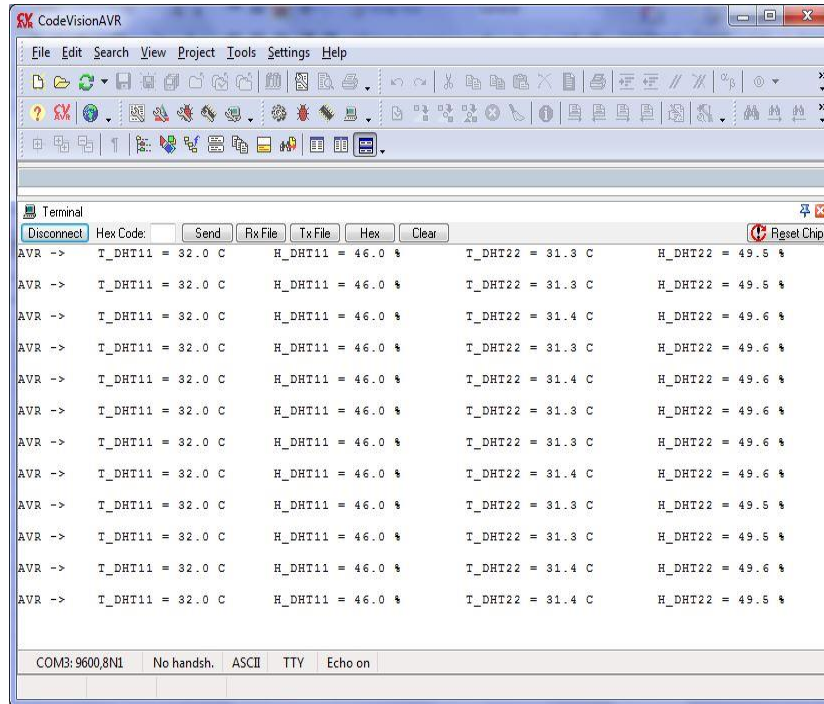 CodeVisionAVR
File Edit Search View Project Tools Settings Help
Terminal
Disconnect Hex Code: Send Rx File Tx File Hex Clear Reset Chip
AVR -> T_DHT11 = 32.0 C H_DHT11 = 46.0 % T_DHT22 = 31.3 C H_DHT22 = 49.5 %
AVR -> T_DHT11 = 32.0 C H_DHT11 = 46.0 % T_DHT22 = 31.3 C H_DHT22 = 49.5 %
AVR -> T_DHT11 = 32.0 C H_DHT11 = 46.0 % T_DHT22 = 31.4 C H_DHT22 = 49.6 %
AVR -> T_DHT11 = 32.0 C H_DHT11 = 46.0 % T_DHT22 = 31.3 C H_DHT22 = 49.6 %
AVR -> T_DHT11 = 32.0 C H_DHT11 = 46.0 % T_DHT22 = 31.4 C H_DHT22 = 49.6 %
AVR -> T_DHT11 = 32.0 C H_DHT11 = 46.0 % T_DHT22 = 31.3 C H_DHT22 = 49.6 %
AVR -> T_DHT11 = 32.0 C H_DHT11 = 46.0 % T_DHT22 = 31.3 C H_DHT22 = 49.6 %
AVR -> T_DHT11 = 32.0 C H_DHT11 = 46.0 % T_DHT22 = 31.4 C H_DHT22 = 49.6 %
AVR -> T_DHT11 = 32.0 C H_DHT11 = 46.0 % T_DHT22 = 31.3 C H_DHT22 = 49.5 %
AVR -> T_DHT11 = 32.0 C H_DHT11 = 46.0 % T_DHT22 = 31.3 C H_DHT22 = 49.5 %
AVR -> T_DHT11 = 32.0 C H_DHT11 = 46.0 % T_DHT22 = 31.4 C H_DHT22 = 49.6 %
AVR -> T_DHT11 = 32.0 C H_DHT11 = 46.0 % T_DHT22 = 31.4 C H_DHT22 = 49.5 %
COM3: 9600,8N1 No handsh. ASCII TTY Echo on